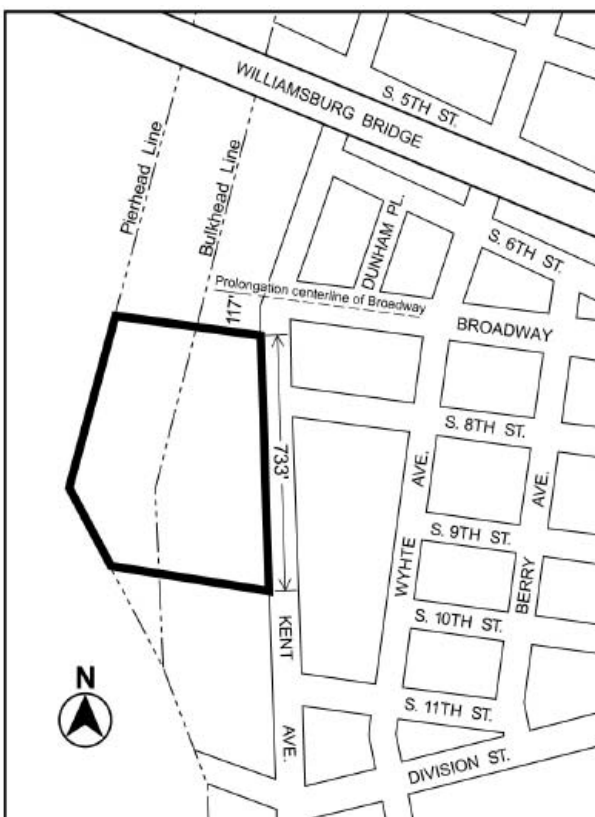 S. 5TH ST.
WILLIAMSBURG BRIDGE
Pierhead Line
Bulkhead Line
DUNHAM PL.
S. 6TH ST.
Prolongation centerline of Broadway
117'
BROADWAY
S. 8TH ST.
733'
AVE.
AVE.
S. 9TH ST.
WYHTE
BERRY
S. 10TH ST.
KENT
N
S. 11TH ST.
AVE.
DIVISION ST.